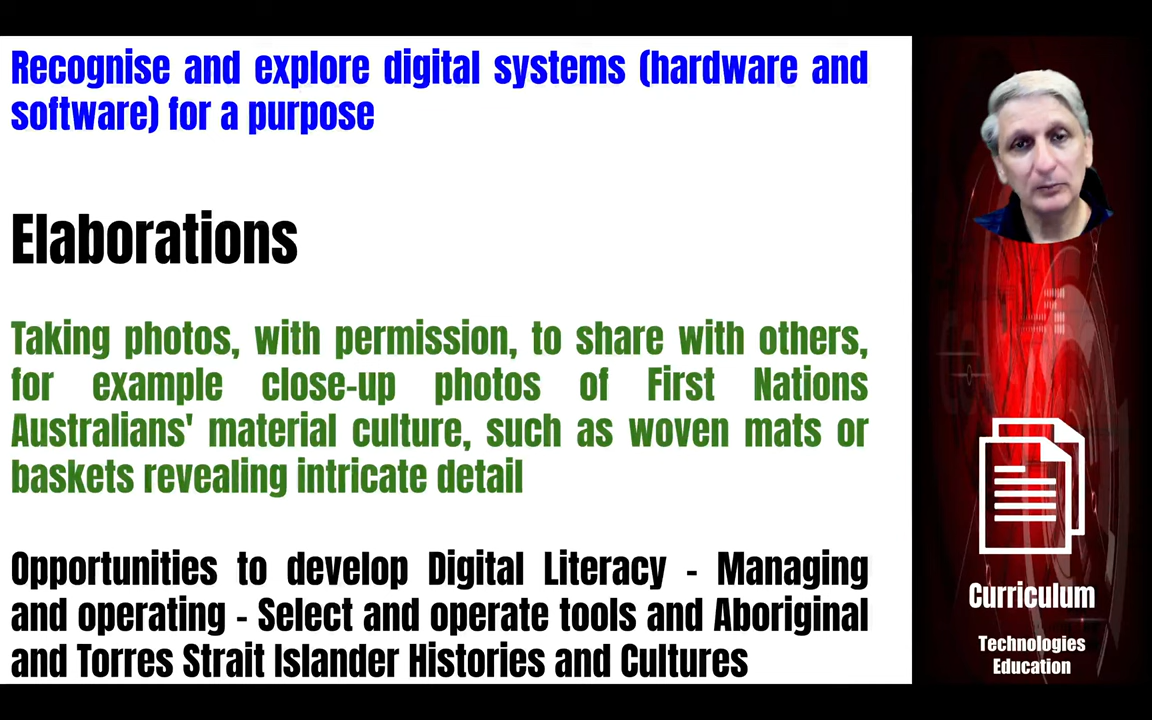 Recognise and explore digital systems (hardware and
software) for a purpose
Elaborations
Taking photos, with permission, to share with others,
for example close-up photos of First Nations
Australians' material culture, such as woven mats or
baskets revealing intricate detail
Opportunities to develop Digital Literacy - Managing
and operating - Select and operate tools and Aboriginal
and Torres Strait Islander Histories and Cultures
Curriculum
Technologies
Education